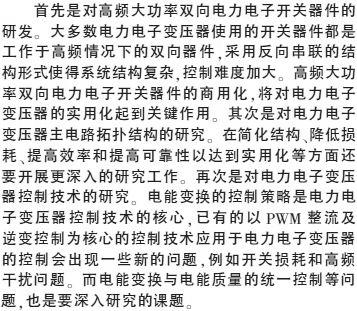 首先是对高频大功率双向电力电子开关器件的
研发。大多数电力电子变压器使用的开关器件都是
工作于高频情况下的双向器件,采用反向串联的结
构形式使得系统结构复杂,控制难度加大。高频大功
率双向电力电子开关器件的商用化,将对电力电子
变压器的实用化起到关键作用。其次是对电力电子
变压器主电路拓扑结构的研究。在简化结构、降低损
耗、提高效率和提高可靠性以达到实用化等方面还
要开展更深入的研究工作。再次是对电力电子变压
器控制技术的研究。电能变换的控制策略是电力电
子变压器控制技术的核心,已有的以 PWM 整流及
逆变控制为核心的控制技术应用于电力电子变压器
的控制会出现一些新的问题,例如开关损耗和高频
干扰问题。而电能变换与电能质量的统一控制等问
题,也是要深入研究的课题。